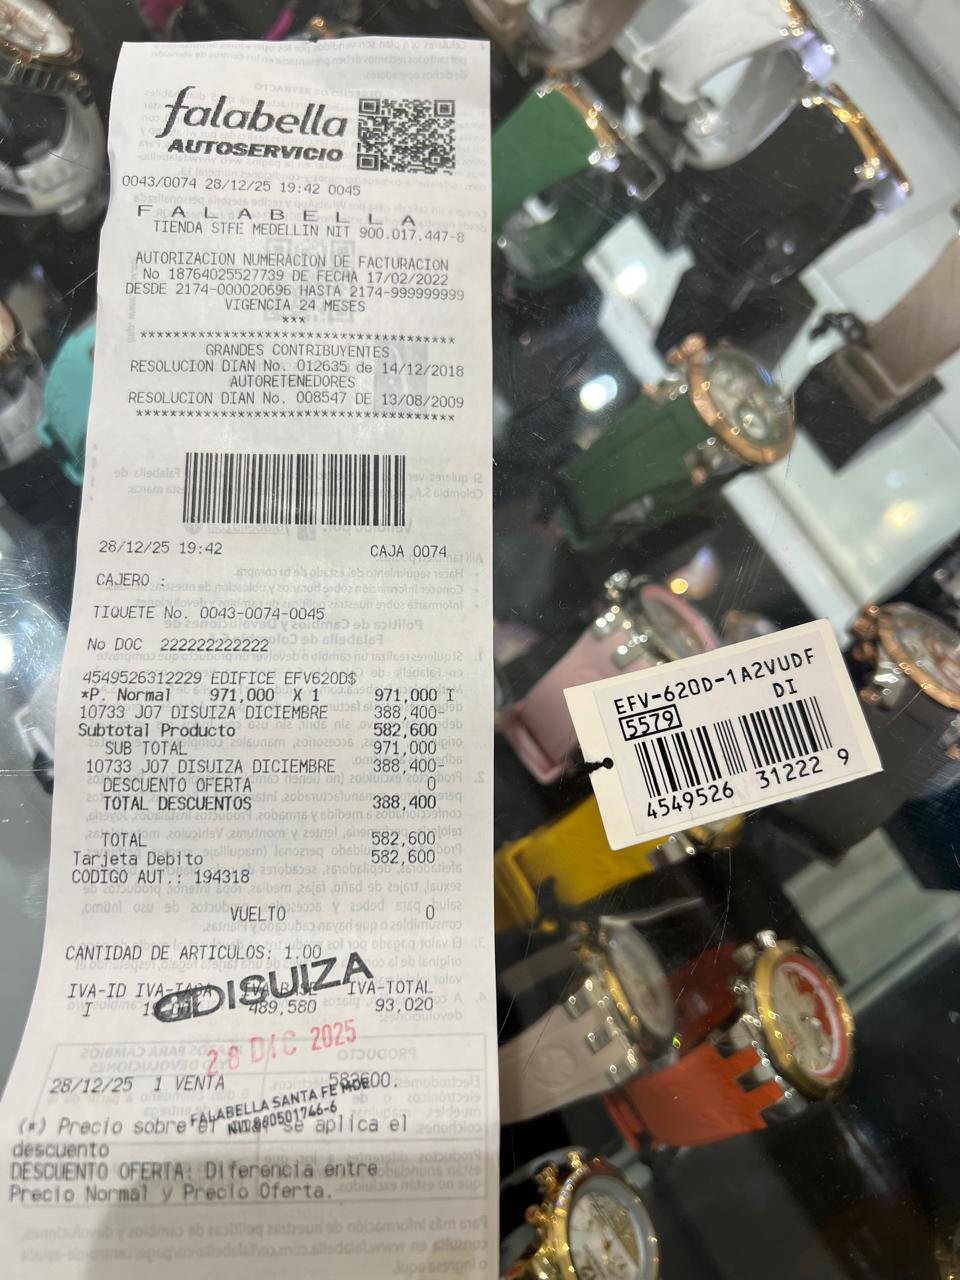 falabella
AUTOSERVICIO
0043/0074 28/12/25 19:42 0045
F A L A B E L L A
TIENDA STFE MEDELLIN NIT 900.017.447-8
AUTORIZACION NUMERACION DE FACTURACION
No 18764025527739 DE FECHA 17/02/2022
DESDE 2174-000020696 HASTA 2174-999999999
VIGENCIA 24 MESES
***
****************************************
GRANDES CONTRIBUYENTES
RESOLUCION DIAN No. 012635 de 14/12/2018
AUTORETENEDORES
RESOLUCION DIAN No. 008547 DE 13/08/2009
****************************************
28/12/25 19:42 CAJA 0074
CAJERO :
TIQUETE No. 0043-0074-0045
No DOC 222222222222
4549526312229 EDIFICE EFV620D$
*P. Normal 971,000 X 1 971,000 I
10733 J07 DISUIZA DICIEMBRE 388,400-
Subtotal Producto 582,600
SUB TOTAL 971,000
10733 J07 DISUIZA DICIEMBRE 388,400-
DESCUENTO OFERTA 0
TOTAL DESCUENTOS 388,400
TOTAL 582,600
Tarjeta Debito 582,600
CODIGO AUT.: 194318
VUELTO 0
CANTIDAD DE ARTICULOS: 1.00
DISUIZA
IVA-ID IVA-TASA IVA-BASE IVA-TOTAL
I 489,580 93,020
28 DIC 2025
28/12/25 1 VENTA 582600.
FALABELLA SANTA FE MDE
(*) Precio sobre el se aplica el
descuento
DESCUENTO OFERTA: Diferencia entre
Precio Normal y Precio Oferta.
EFV-620D-1A2VUDF
5579 DI
4549526 31222 9